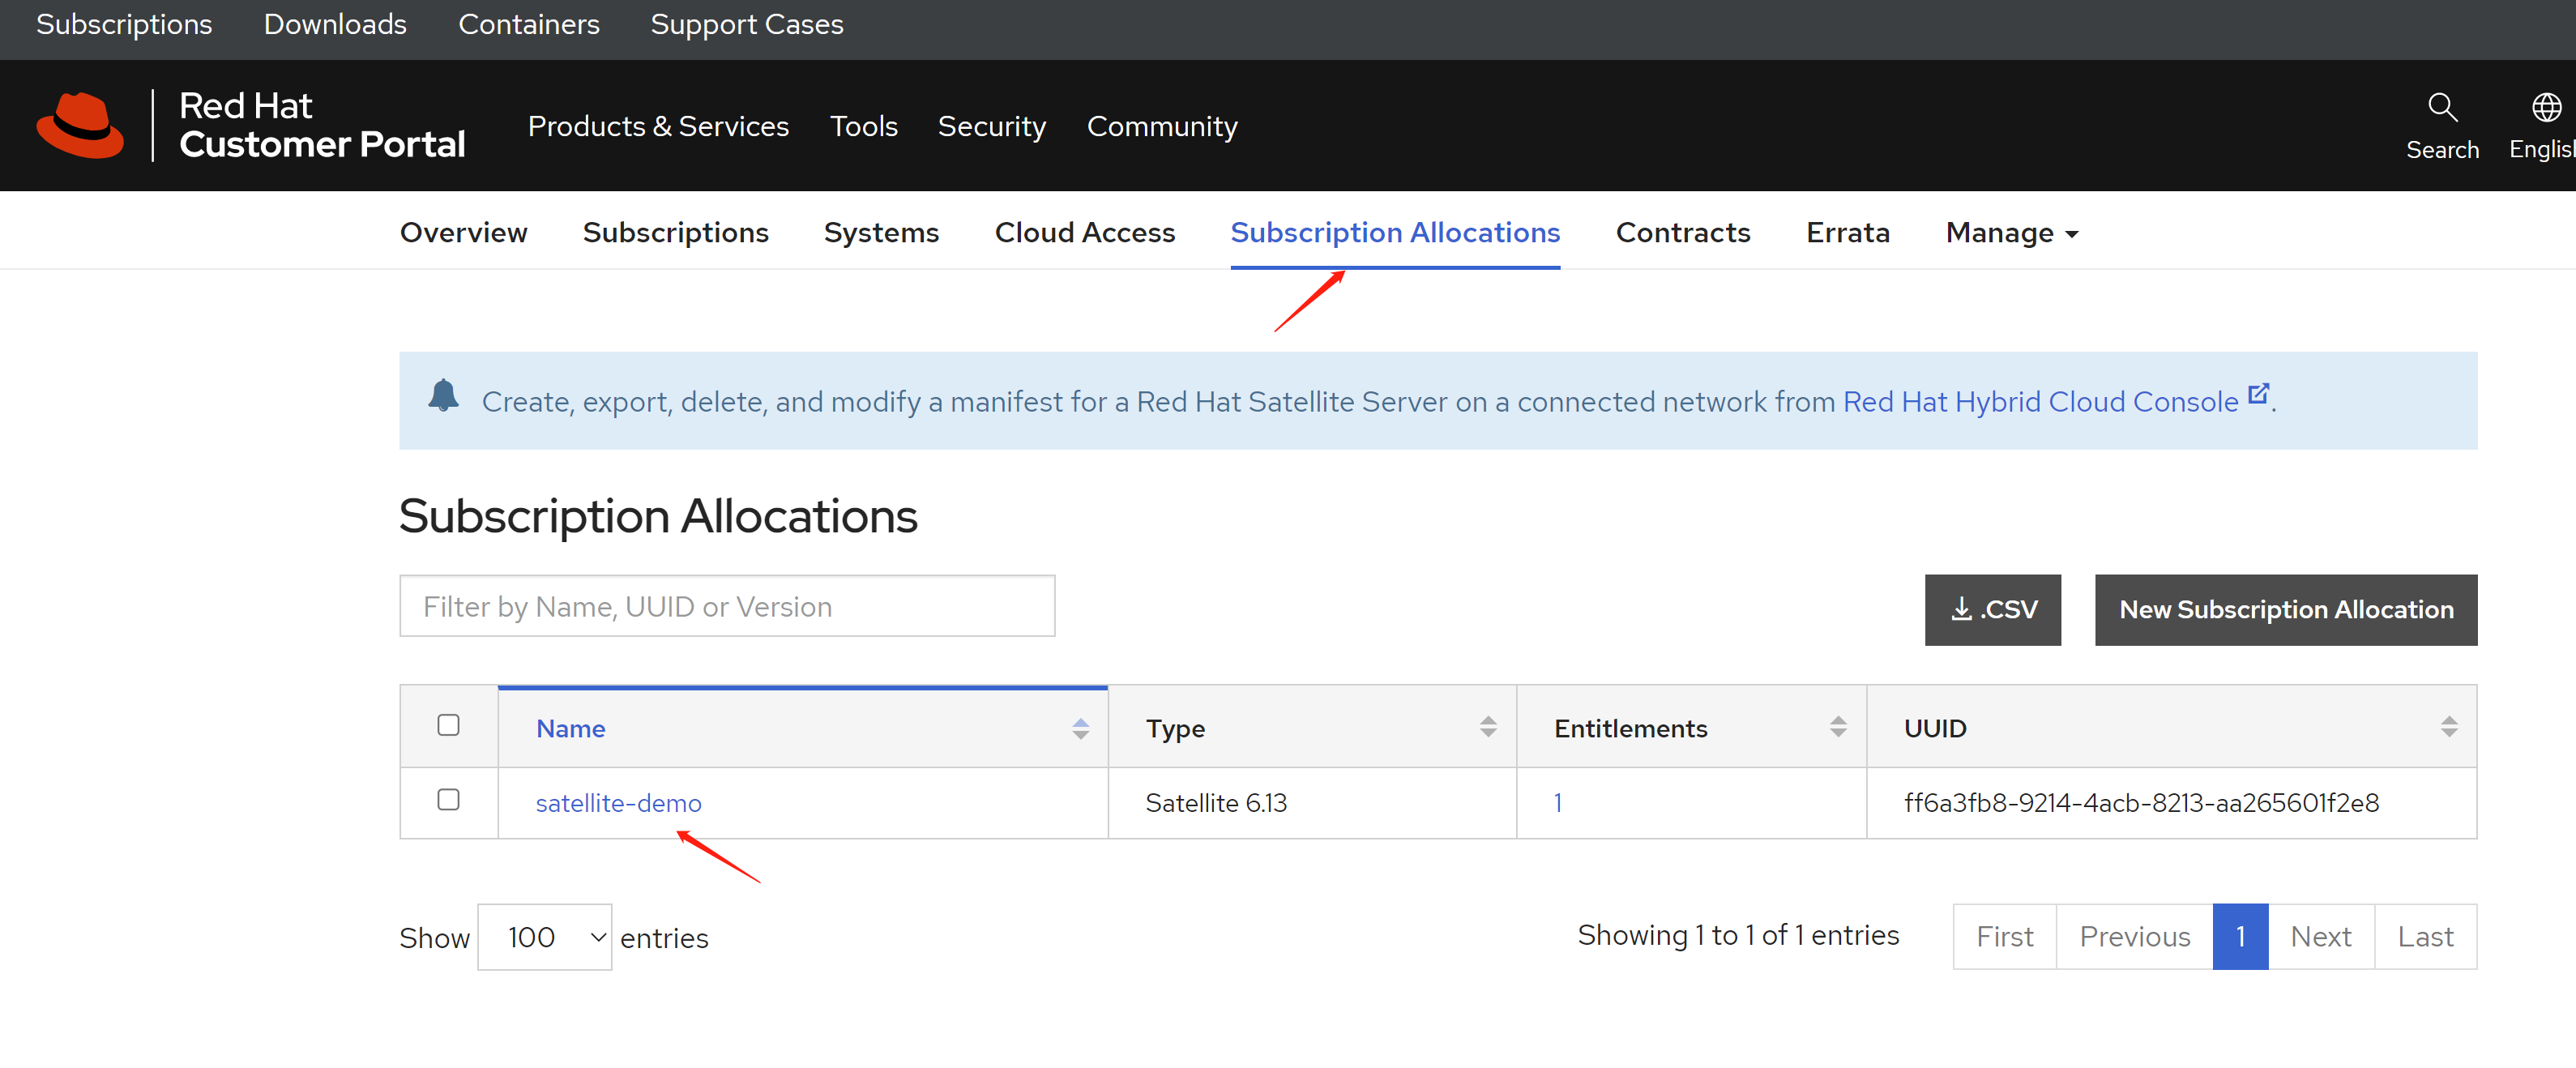 Subscriptions Downloads Containers Support Cases
Red Hat
Customer Portal
Products & Services Tools Security Community
Search
English
Overview Subscriptions Systems Cloud Access Subscription Allocations Contracts Errata Manage
Create, export, delete, and modify a manifest for a Red Hat Satellite Server on a connected network from Red Hat Hybrid Cloud Console .
Subscription Allocations
Filter by Name, UUID or Version
.CSV
New Subscription Allocation
Name Type Entitlements UUID
satellite-demo Satellite 6.13 1 ff6a3fb8-9214-4acb-8213-aa265601f2e8
Show 100 entries
Showing 1 to 1 of 1 entries
First Previous 1 Next Last